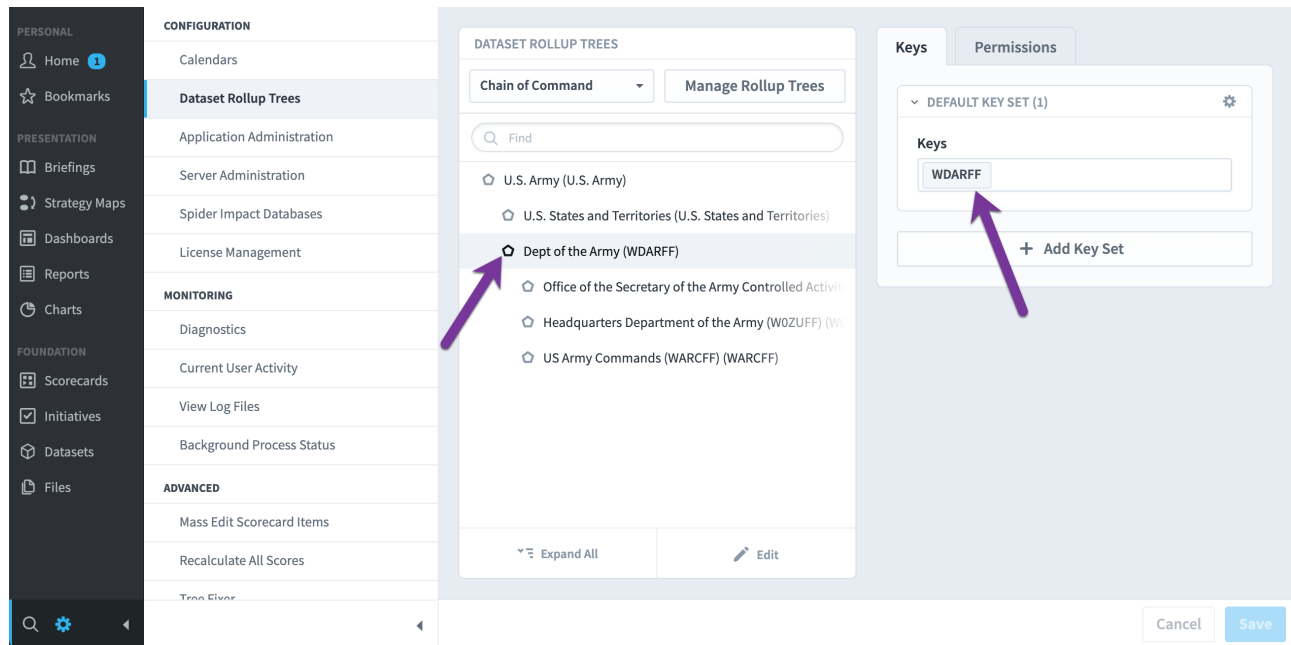 PERSONAL
Home 1
Bookmarks
PRESENTATION
Briefings
Strategy Maps
Dashboards
Reports
Charts
FOUNDATION
Scorecards
Initiatives
Datasets
Files
CONFIGURATION
Calendars
Dataset Rollup Trees
Application Administration
Server Administration
Spider Impact Databases
License Management
MONITORING
Diagnostics
Current User Activity
View Log Files
Background Process Status
ADVANCED
Mass Edit Scorecard Items
Recalculate All Scores
Tree Fixer
DATASET ROLLUP TREES
Chain of Command
Manage Rollup Trees
Find
U.S. Army (U.S. Army)
U.S. States and Territories (U.S. States and Territories)
Dept of the Army (WDARFF)
Office of the Secretary of the Army Controlled Activiti
Headquarters Department of the Army (W0ZUFF) (W0
US Army Commands (WARCFF) (WARCFF)
Expand All
Edit
Keys
Permissions
DEFAULT KEY SET (1)
Keys
WDARFF
+ Add Key Set
Cancel
Save